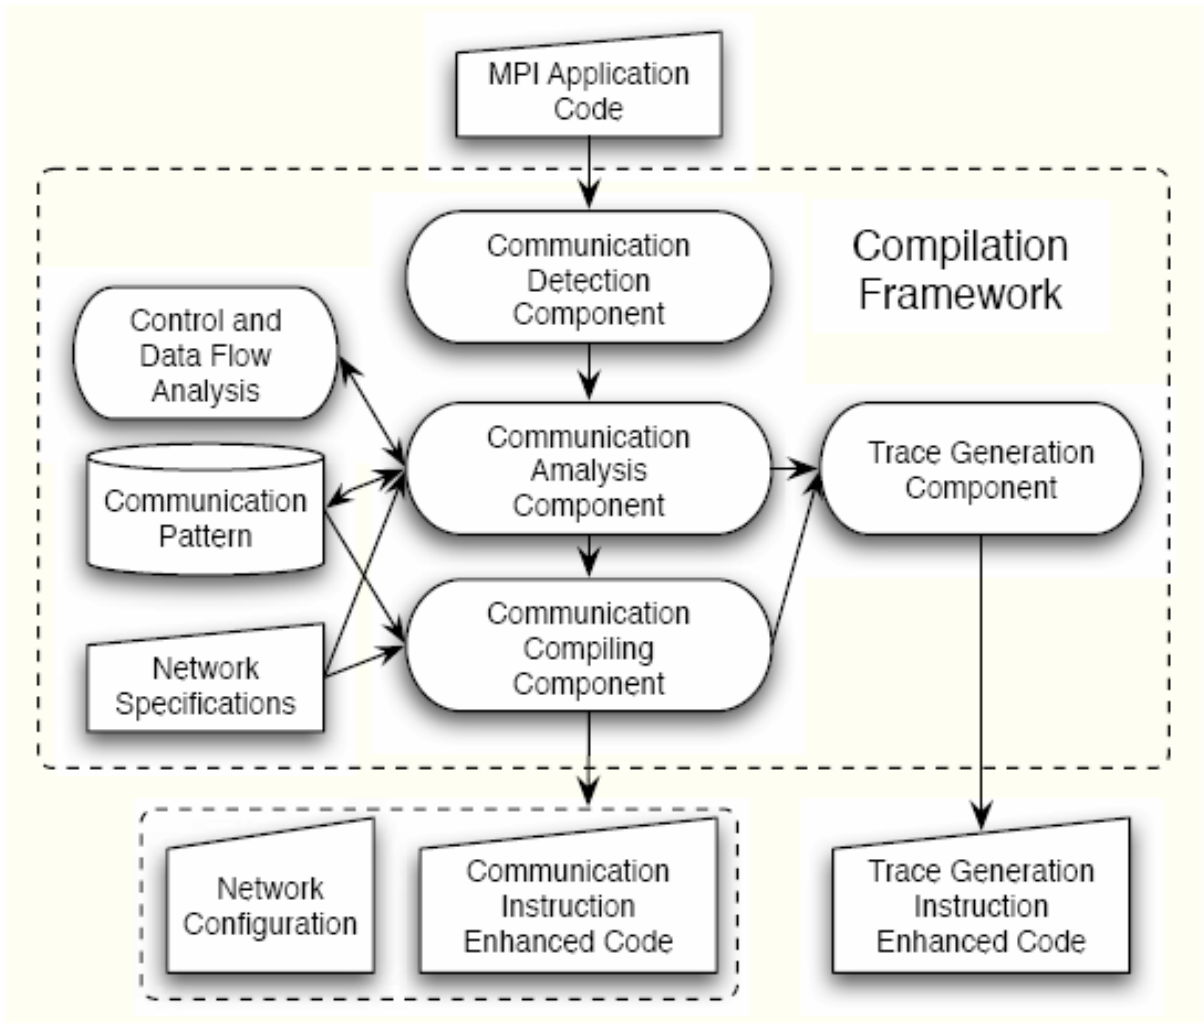 MPI Application
Code
Communication
Detection
Component
Compilation
Framework
Control and
Data Flow
Analysis
Communication
Amalysis
Component
Trace Generation
Component
Communication
Pattern
Communication
Compiling
Component
Network
Specifications
Network
Configuration
Communication
Instruction
Enhanced Code
Trace Generation
Instruction
Enhanced Code